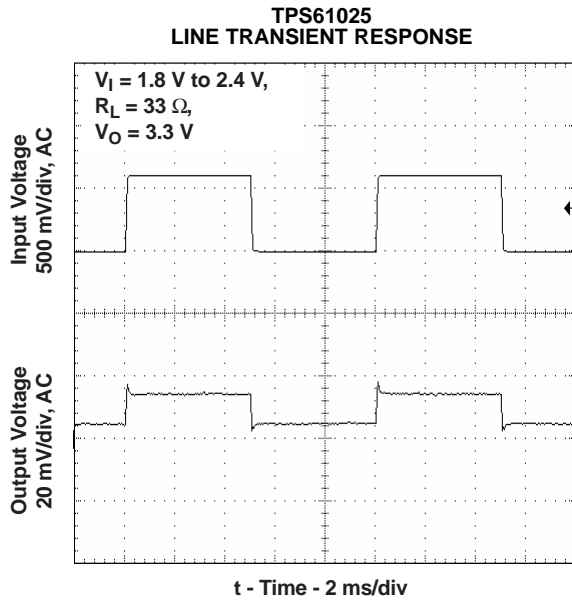 TPS61025
LINE TRANSIENT RESPONSE
VI = 1.8 V to 2.4 V,
RL = 33 Ω,
VO = 3.3 V
Input Voltage
500 mV/div, AC
Output Voltage
20 mV/div, AC
t - Time - 2 ms/div